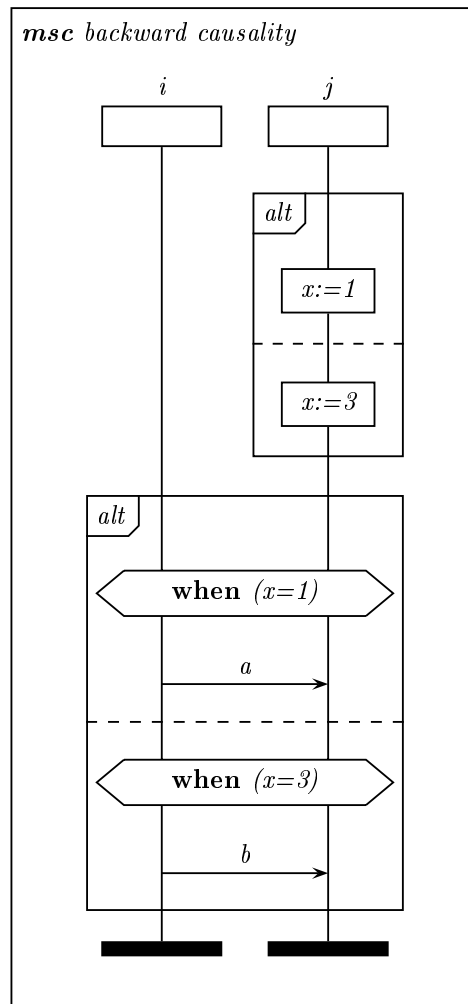 msc backward causality
i j
alt
x:=1
x:=3
alt
when (x=1)
a
when (x=3)
b